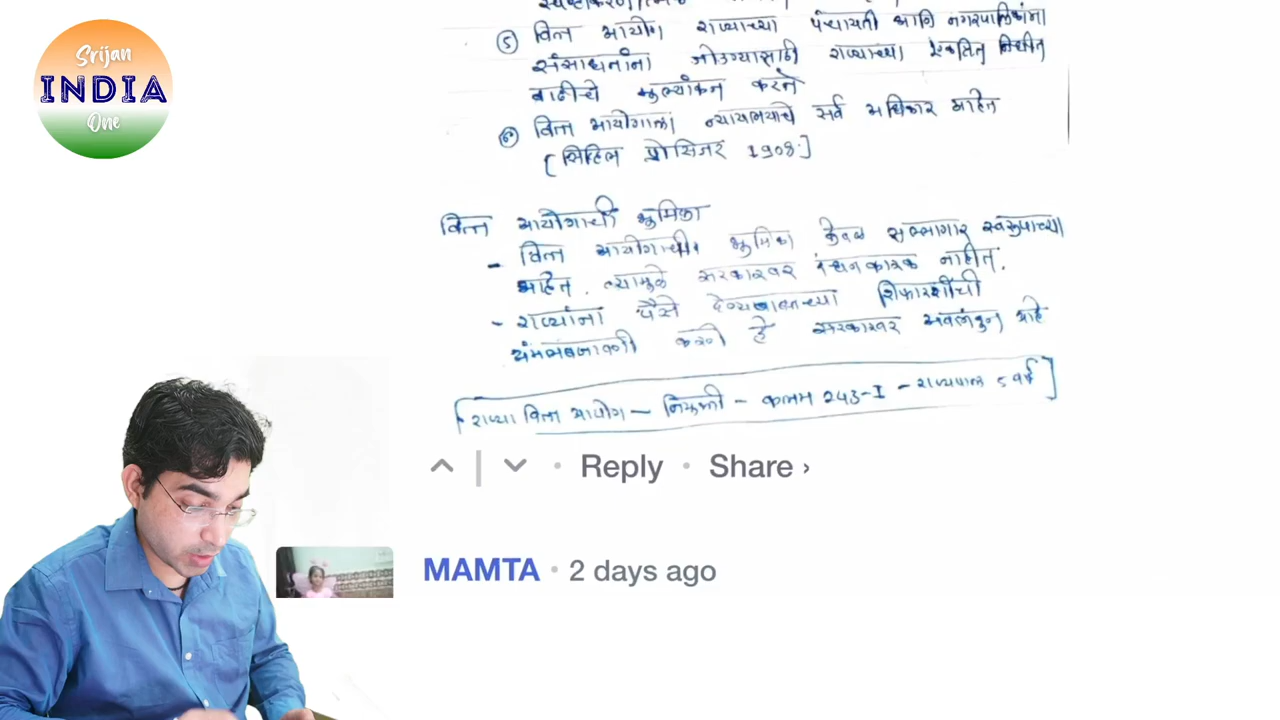 Srijan
INDIA
One
⑤ वित्त आयोग राज्याच्या पंचायती आणि नगरपालिकांना
संसाधनांना जोडण्यासाठी राज्याच्या एकत्रित निधीत
वाढीचे मुल्यांकन करणे
⑥ वित्त आयोगाला न्यायालयाचे सर्व अधिकार आहेत
[सिव्हिल प्रोसिजर 1908.]
वित्त आयोगाची भुमिका
- वित्त आयोगाची भुमिका केवळ सल्लागार स्वरुपाच्या
आहेत. त्यामुळे सरकारवर बंधनकारक नाहीत.
- राज्यांना पैसे देण्याबाबतच्या शिफारशींची
अंमलबजावणी करणे हे सरकारवर अवलंबुन आहे
[राज्य वित्त आयोग – नियुक्ती – कलम 243-I – राज्यपाल 5 वर्ष]
Reply • Share ›
MAMTA • 2 days ago